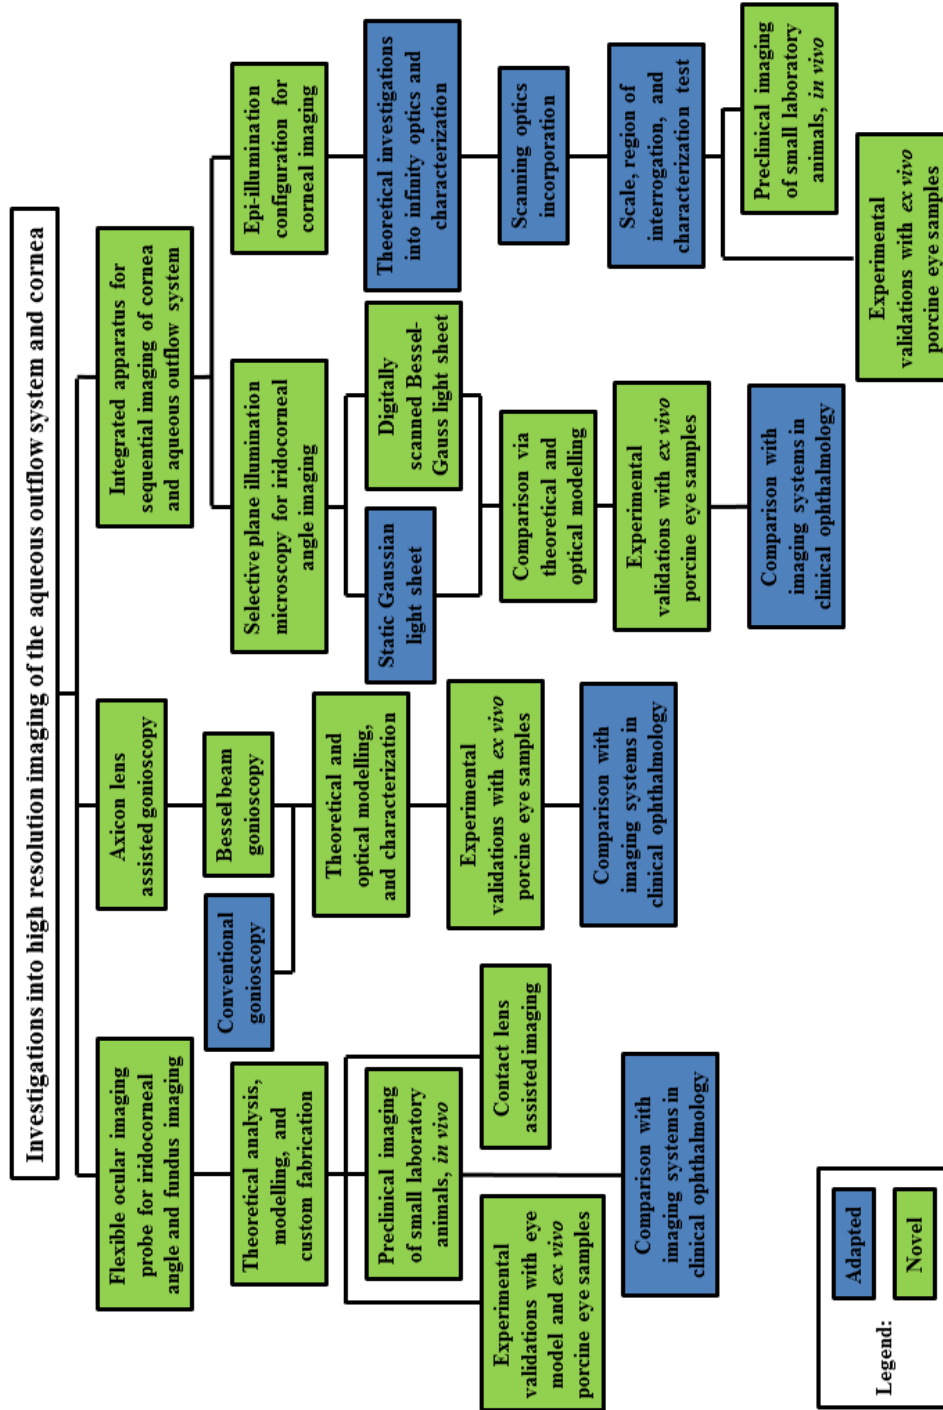 Investigations into high resolution imaging of the aqueous outflow system and cornea
Flexible ocular imaging
probe for iridocorneal
angle and fundus imaging
Theoretical analysis,
modelling, and
custom fabrication
Experimental
validations with eye
model and ex vivo
porcine eye samples
Preclinical imaging
of small laboratory
animals, in vivo
Contact lens
assisted imaging
Comparison with
imaging systems in
clinical ophthalmology
Axicon lens
assisted gonioscopy
Conventional
gonioscopy
Bessel beam
gonioscopy
Theoretical and
optical modelling,
and characterization
Experimental
validations with ex vivo
porcine eye samples
Comparison with
imaging systems in
clinical ophthalmology
Integrated apparatus for
sequential imaging of cornea
and aqueous outflow system
Selective plane illumination
microscopy for iridocorneal
angle imaging
Static Gaussian
light sheet
Digitally
scanned Bessel-
Gauss light sheet
Comparison via
theoretical and
optical modelling
Experimental
validations with ex vivo
porcine eye samples
Comparison with
imaging systems in
clinical ophthalmology
Epi-illumination
configuration for
corneal imaging
Theoretical investigations
into infinity optics and
characterization
Scanning optics
incorporation
Scale, region of
interrogation, and
characterization test
Experimental
validations with ex vivo
porcine eye samples
Preclinical imaging
of small laboratory
animals, in vivo
Legend:
Adapted
Novel